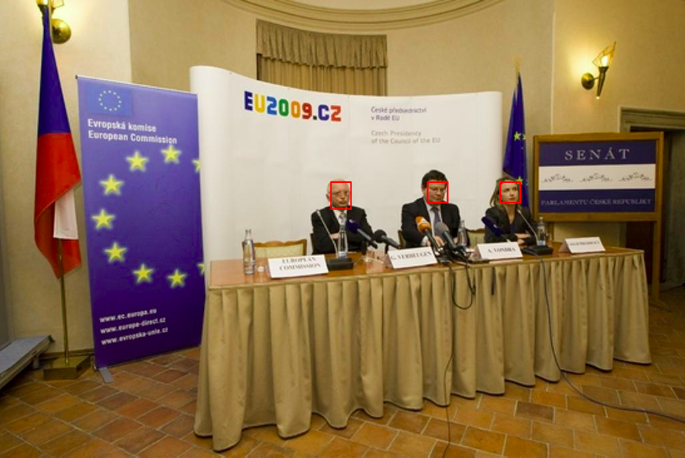 Evropská komise
European Commission
www.ec.europa.eu
www.europe-direct.cz
www.evropska-unie.cz
EU2009.CZ
České předsednictví
v Radě EU
Czech Presidency
of the Council of the EU
SENÁT
PARLAMENTU ČESKÉ REPUBLIKY
EUROPEAN
COMMISSION
G. VERHEUGEN
A. VONDRA